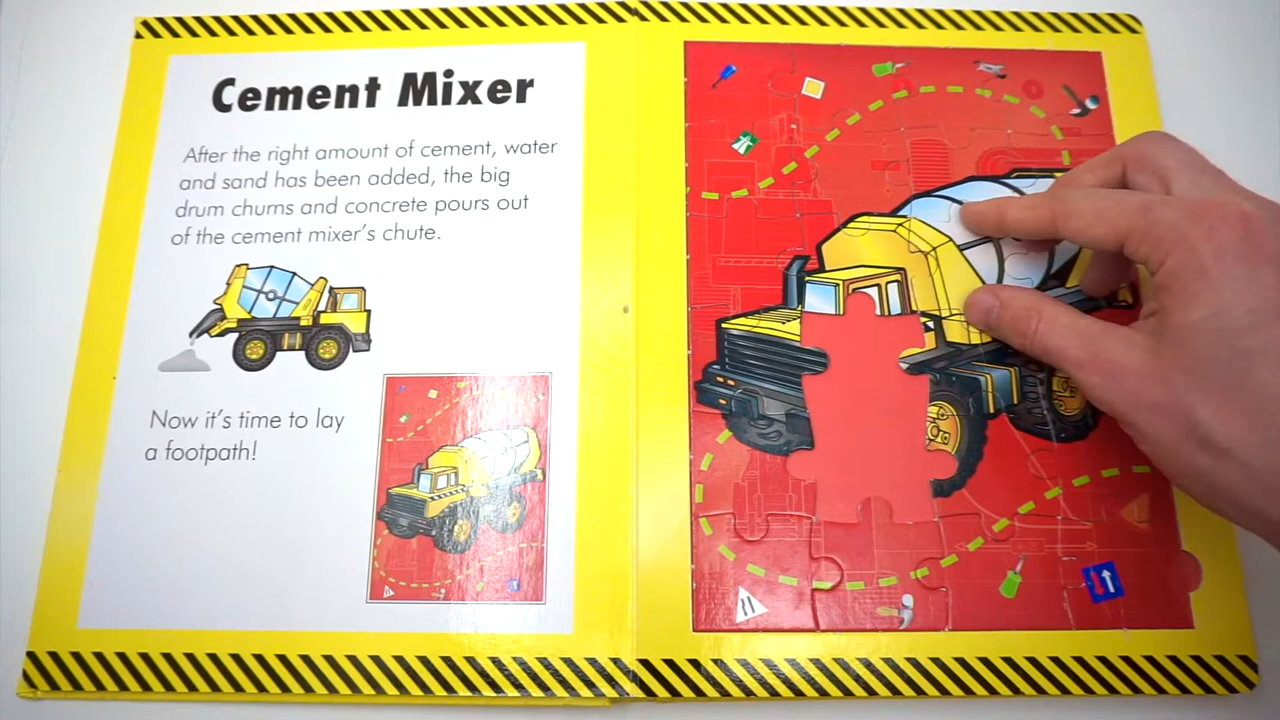 Cement Mixer
After the right amount of cement, water
and sand has been added, the big
drum churns and concrete pours out
of the cement mixer's chute.
Now it's time to lay
a footpath!